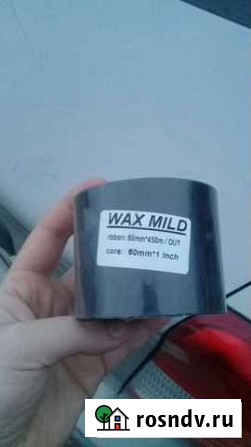 WAX MILD
ribbon: 60mm*450m / OUT
core: 60mm*1 inch
rosndv.ru